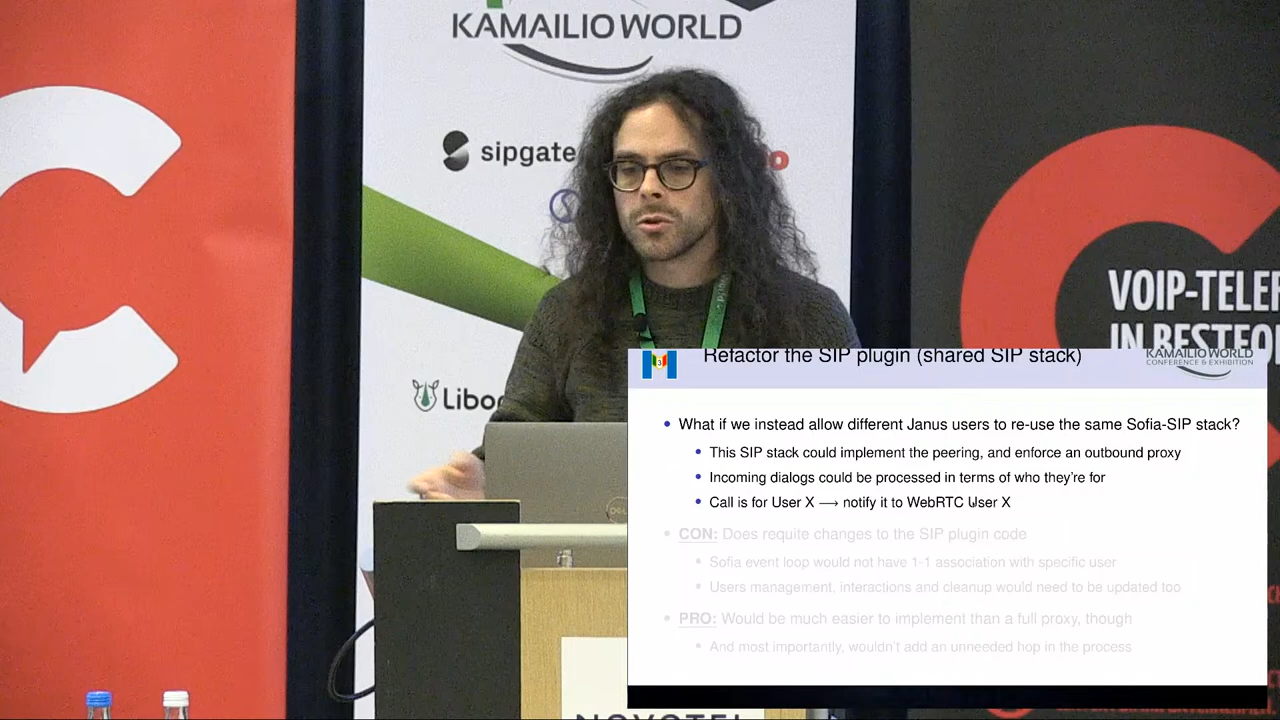 KAMAILIO WORLD
sipgate
Libo
VOIP-TELEF
IN BESTFO
Refactor the SIP plugin (shared SIP stack)
KAMAILIO WORLD
CONFERENCE & EXHIBITION
3
What if we instead allow different Janus users to re-use the same Sofia-SIP stack?
This SIP stack could implement the peering, and enforce an outbound proxy
Incoming dialogs could be processed in terms of who they're for
Call is for User X → notify it to WebRTC User X
CON: Does requite changes to the SIP plugin code
Sofia event loop would not have 1-1 association with specific user
Users management, interactions and cleanup would need to be updated too
PRO: Would be much easier to implement than a full proxy, though
And most importantly, wouldn't add an unneeded hop in the process
DELL
NOVOTEL